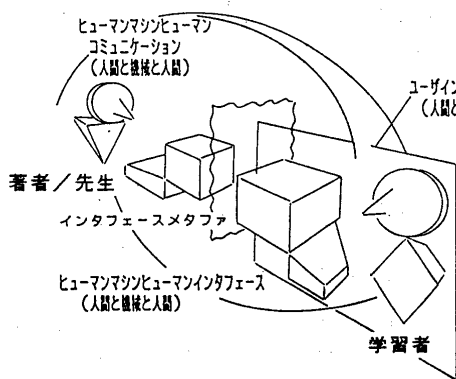 ヒューマンマシンヒューマン
コミュニケーション
(人間と機械と人間)
ユーザイン
(人間と
著者／先生
インタフェースメタファ
ヒューマンマシンヒューマンインタフェース
(人間と機械と人間)
学習者